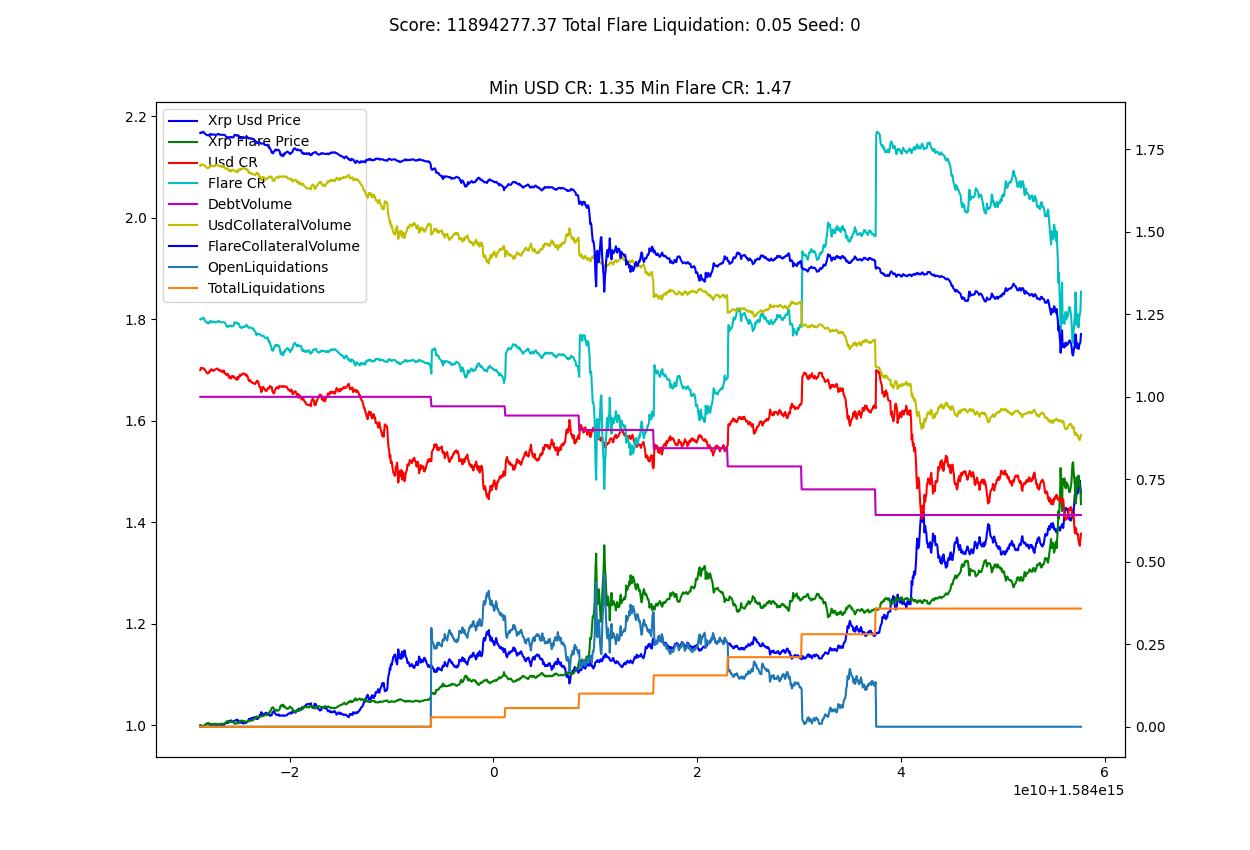 Score: 11894277.37 Total Flare Liquidation: 0.05 Seed: 0
Min USD CR: 1.35 Min Flare CR: 1.47
Xrp Usd Price
Xrp Flare Price
Usd CR
Flare CR
DebtVolume
UsdCollateralVolume
FlareCollateralVolume
OpenLiquidations
TotalLiquidations
2.2
2.0
1.8
1.6
1.4
1.2
1.0
1.75
1.50
1.25
1.00
0.75
0.50
0.25
0.00
−2 0 2 4 6
1e10+1.584e15